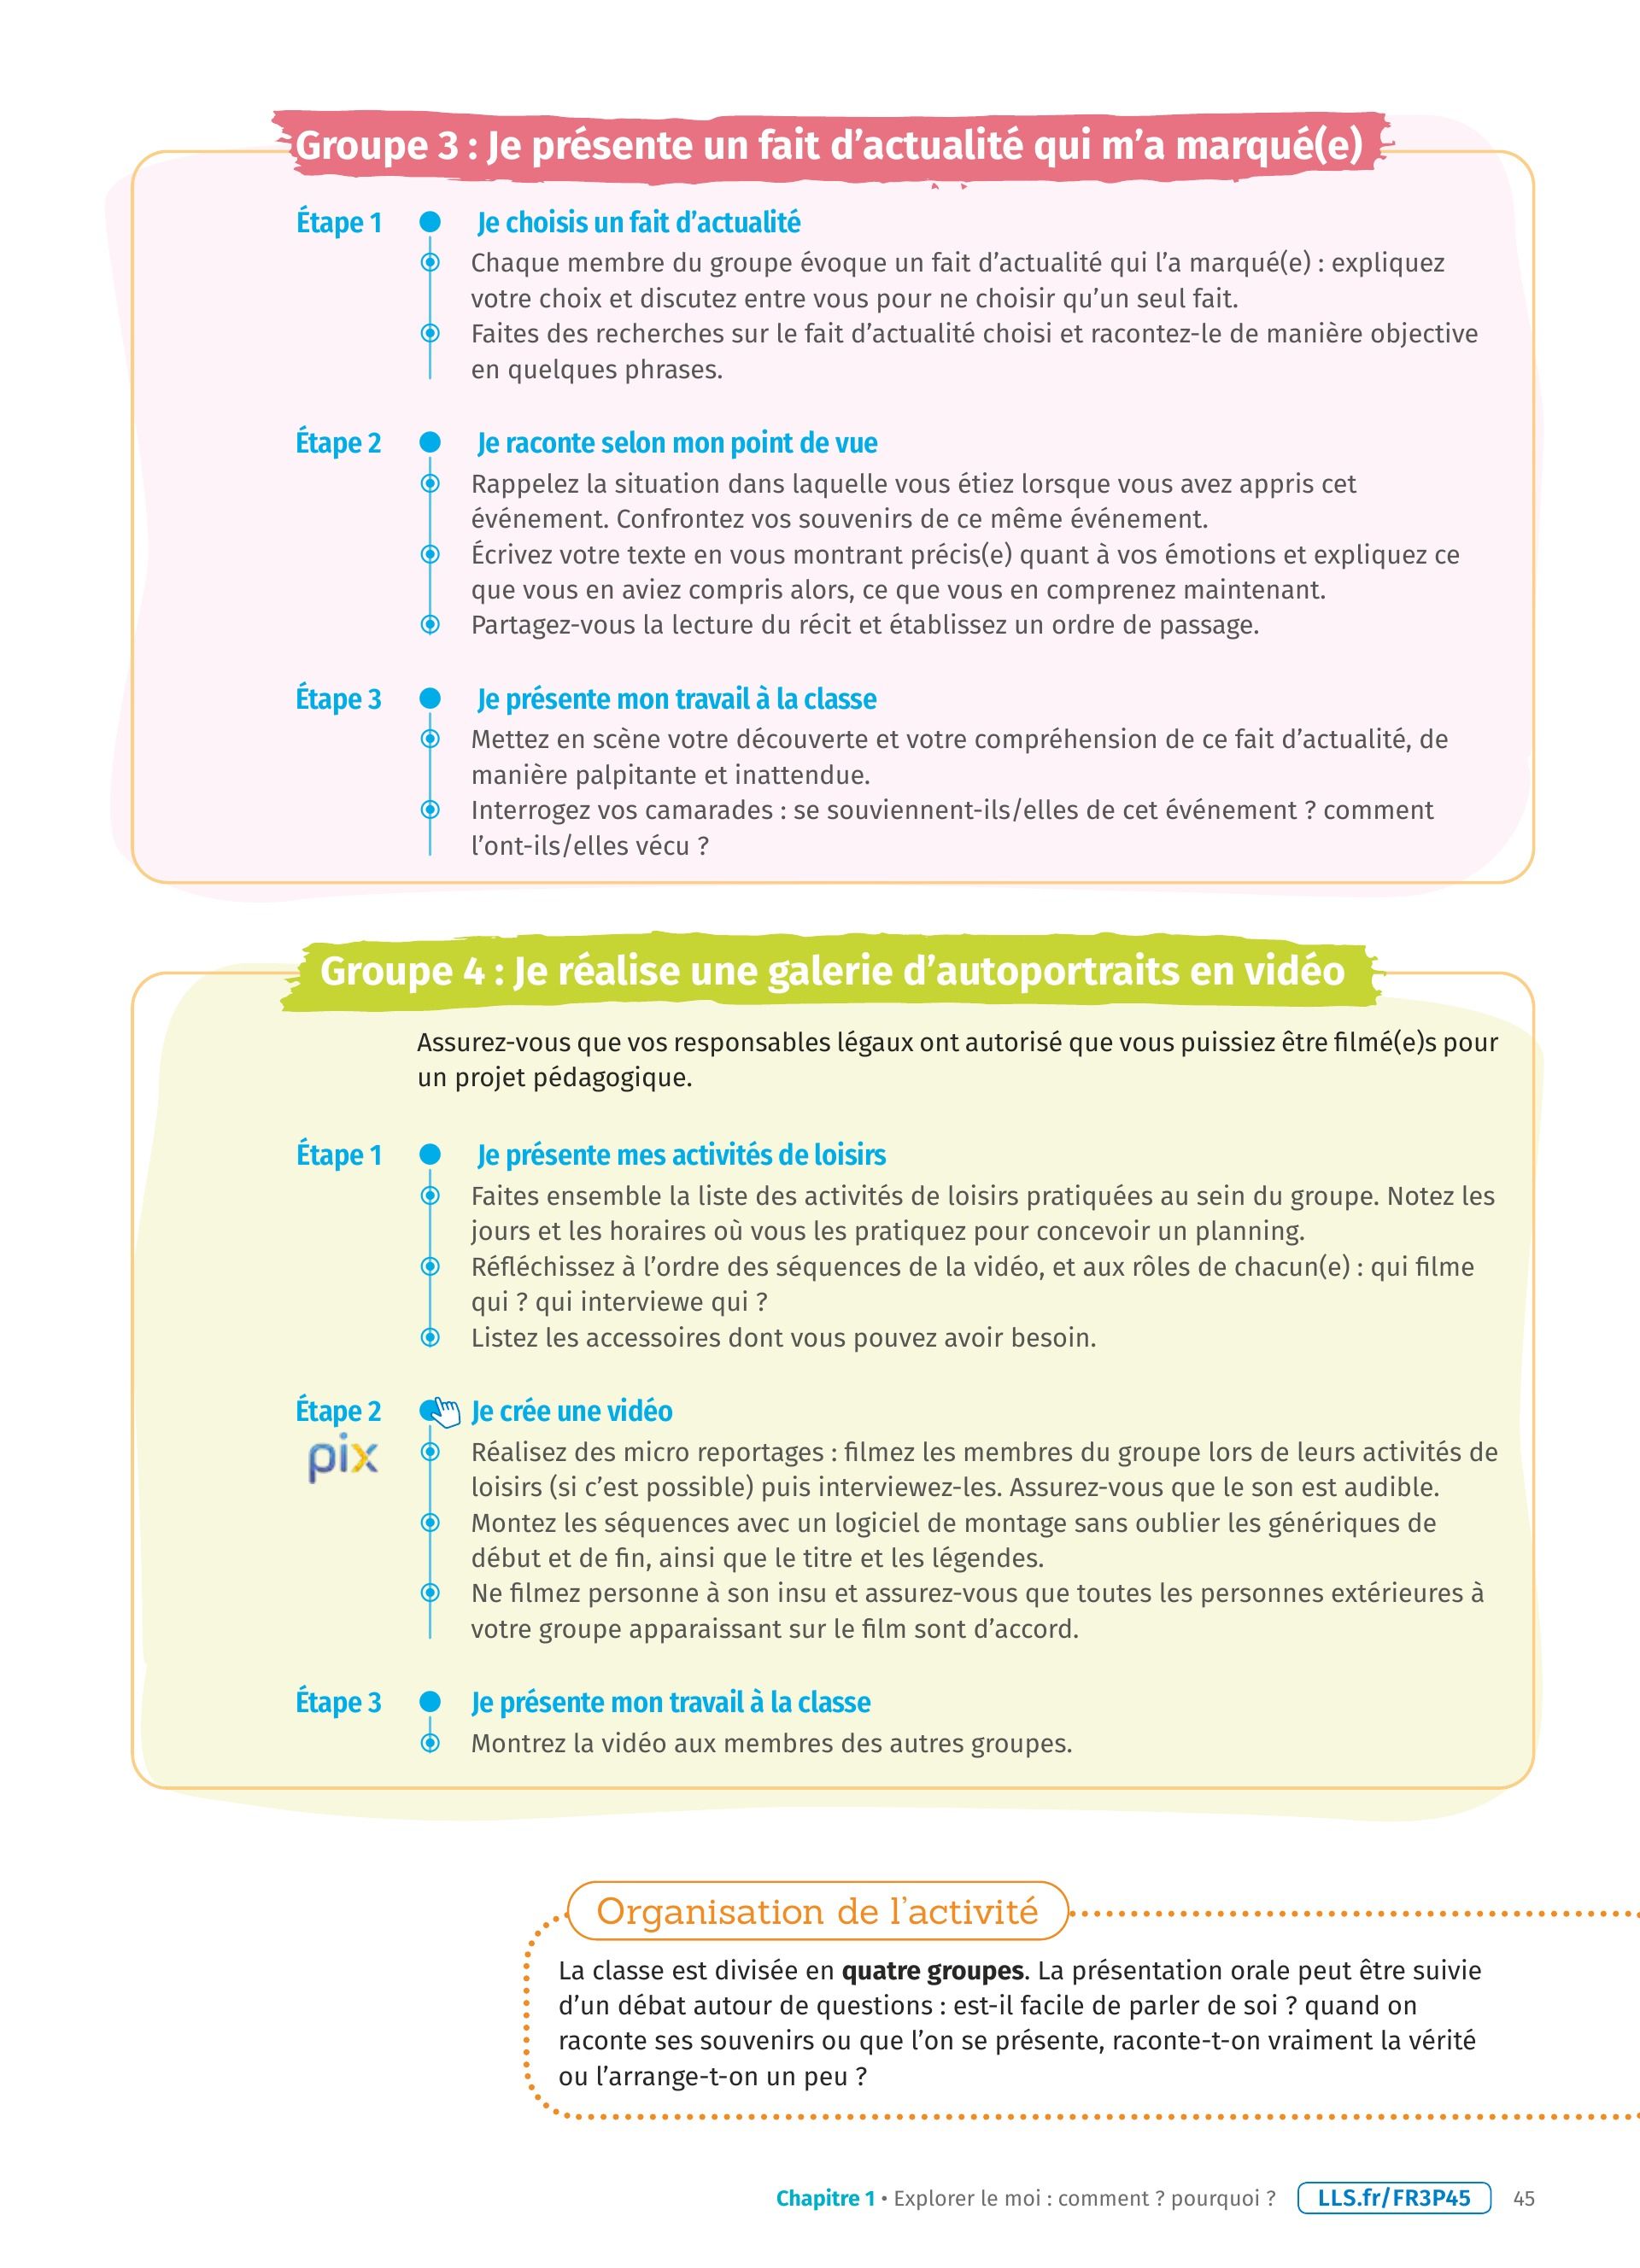 Groupe 3 : Je présente un fait d’actualité qui m’a marqué(e)
Étape 1 Je choisis un fait d’actualité
Chaque membre du groupe évoque un fait d’actualité qui l’a marqué(e) : expliquez
votre choix et discutez entre vous pour ne choisir qu’un seul fait.
Faites des recherches sur le fait d’actualité choisi et racontez-le de manière objective
en quelques phrases.
Étape 2 Je raconte selon mon point de vue
Rappelez la situation dans laquelle vous étiez lorsque vous avez appris cet
événement. Confrontez vos souvenirs de ce même événement.
Écrivez votre texte en vous montrant précis(e) quant à vos émotions et expliquez ce
que vous en aviez compris alors, ce que vous en comprenez maintenant.
Partagez-vous la lecture du récit et établissez un ordre de passage.
Étape 3 Je présente mon travail à la classe
Mettez en scène votre découverte et votre compréhension de ce fait d’actualité, de
manière palpitante et inattendue.
Interrogez vos camarades : se souviennent-ils/elles de cet événement ? comment
l’ont-ils/elles vécu ?
Groupe 4 : Je réalise une galerie d’autoportraits en vidéo
Assurez-vous que vos responsables légaux ont autorisé que vous puissiez être filmé(e)s pour
un projet pédagogique.
Étape 1 Je présente mes activités de loisirs
Faites ensemble la liste des activités de loisirs pratiquées au sein du groupe. Notez les
jours et les horaires où vous les pratiquez pour concevoir un planning.
Réfléchissez à l’ordre des séquences de la vidéo, et aux rôles de chacun(e) : qui filme
qui ? qui interviewe qui ?
Listez les accessoires dont vous pouvez avoir besoin.
Étape 2 Je crée une vidéo
pix
Réalisez des micro reportages : filmez les membres du groupe lors de leurs activités de
loisirs (si c’est possible) puis interviewez-les. Assurez-vous que le son est audible.
Montez les séquences avec un logiciel de montage sans oublier les génériques de
début et de fin, ainsi que le titre et les légendes.
Ne filmez personne à son insu et assurez-vous que toutes les personnes extérieures à
votre groupe apparaissant sur le film sont d’accord.
Étape 3 Je présente mon travail à la classe
Montrez la vidéo aux membres des autres groupes.
Organisation de l’activité
La classe est divisée en quatre groupes. La présentation orale peut être suivie
d’un débat autour de questions : est-il facile de parler de soi ? quand on
raconte ses souvenirs ou que l’on se présente, raconte-t-on vraiment la vérité
ou l’arrange-t-on un peu ?
Chapitre 1 • Explorer le moi : comment ? pourquoi ? LLS.fr/FR3P45 45